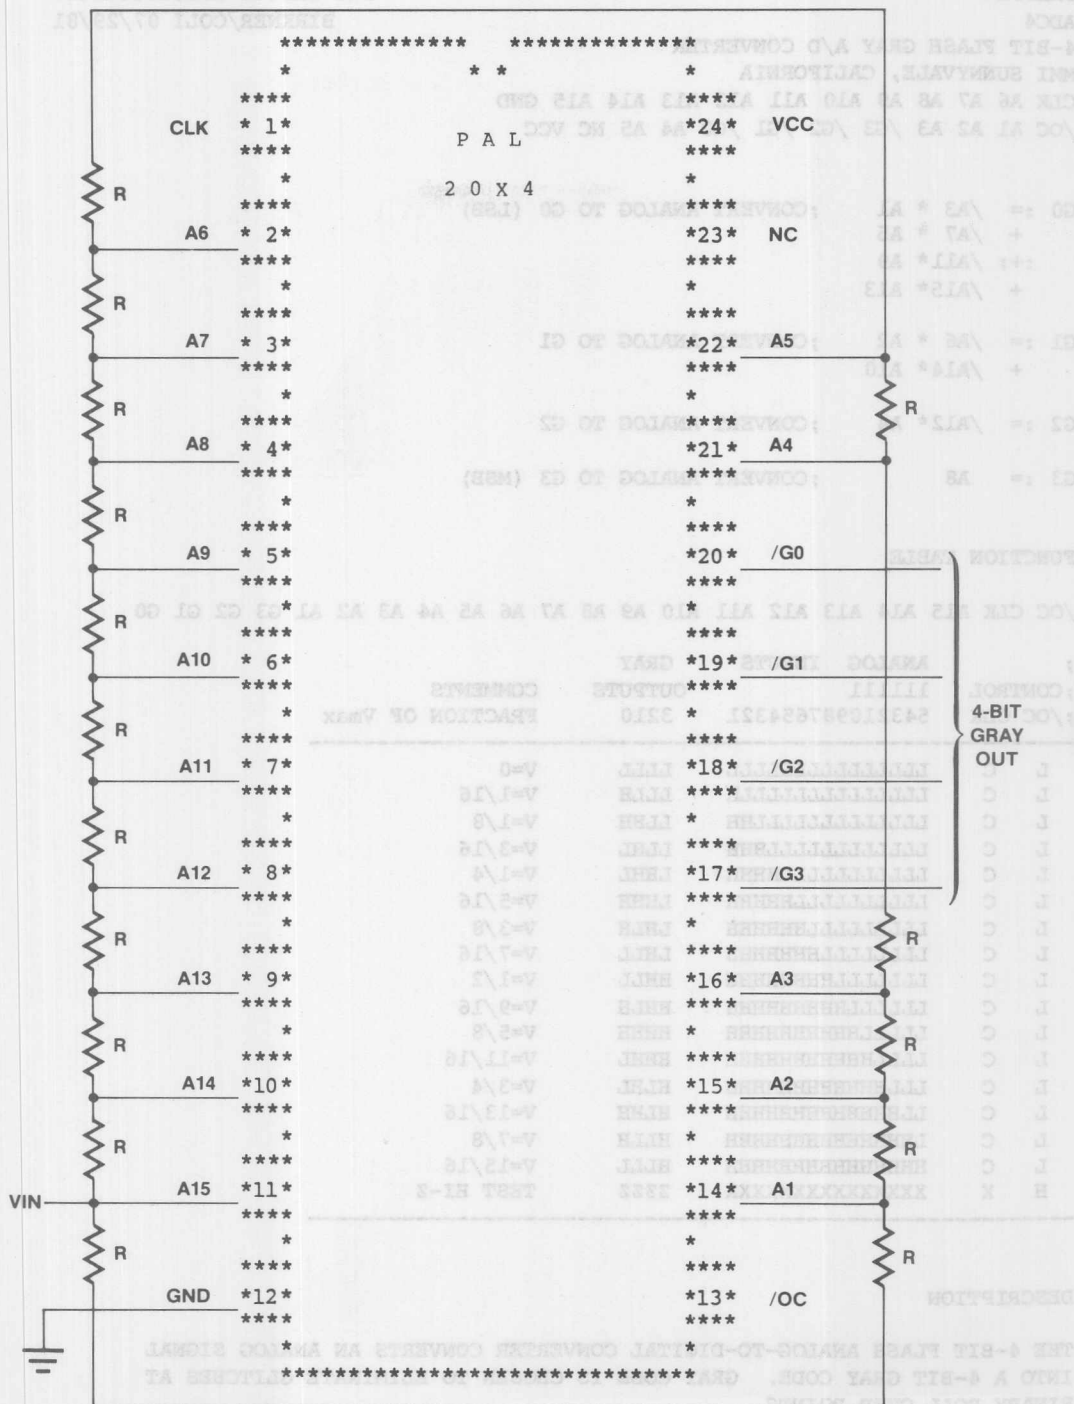 ************** **************
* * * *
**** ****
CLK * 1* P A L *24* VCC
**** ****
* 2 0 X 4 *
R
**** ****
A6 * 2* *23* NC
**** ****
* *
R
**** ****
A7 * 3* *22* A5
**** ****
* *
R R
**** ****
A8 * 4* *21* A4
**** ****
* *
R
**** ****
A9 * 5* *20* /G0
**** ****
* *
R
**** ****
A10 * 6* *19* /G1
**** ****
* *
R
4-BIT
GRAY
OUT
**** ****
A11 * 7* *18* /G2
**** ****
* *
R
**** ****
A12 * 8* *17* /G3
**** ****
* *
R R
**** ****
A13 * 9* *16* A3
**** ****
* *
R R
**** ****
A14 *10* *15* A2
**** ****
* *
R R
**** ****
VIN A15 *11* *14* A1
**** ****
* *
R R
**** ****
GND *12* *13* /OC
**** ****
* *
*******************************